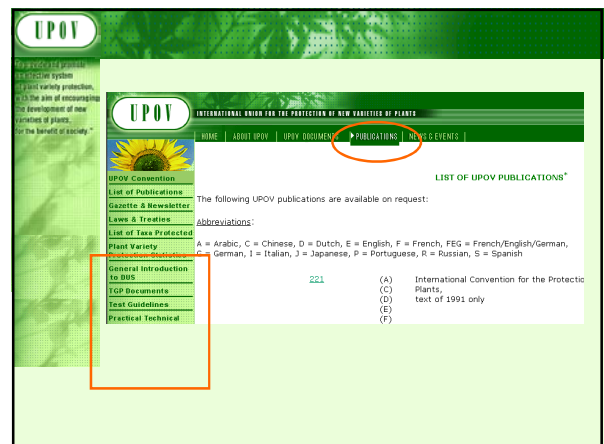 UPOV
To provide and promote
an effective system
of plant variety protection,
with the aim of encouraging
the development of new
varieties of plants,
for the benefit of society."
UPOV
INTERNATIONAL UNION FOR THE PROTECTION OF NEW VARIETIES OF PLANTS
HOME | ABOUT UPOV | UPOV DOCUMENTS | PUBLICATIONS | NEWS & EVENTS |
UPOV Convention
List of Publications
Gazette & Newsletter
Laws & Treaties
List of Taxa Protected
Plant Variety
Protection Statistics
General Introduction
to DUS
TGP Documents
Test Guidelines
Practical Technical
LIST OF UPOV PUBLICATIONS*
The following UPOV publications are available on request:
Abbreviations:
A = Arabic, C = Chinese, D = Dutch, E = English, F = French, FEG = French/English/German,
G = German, I = Italian, J = Japanese, P = Portuguese, R = Russian, S = Spanish
221 (A) International Convention for the Protectio
(C) Plants,
(D) text of 1991 only
(E)
(F)